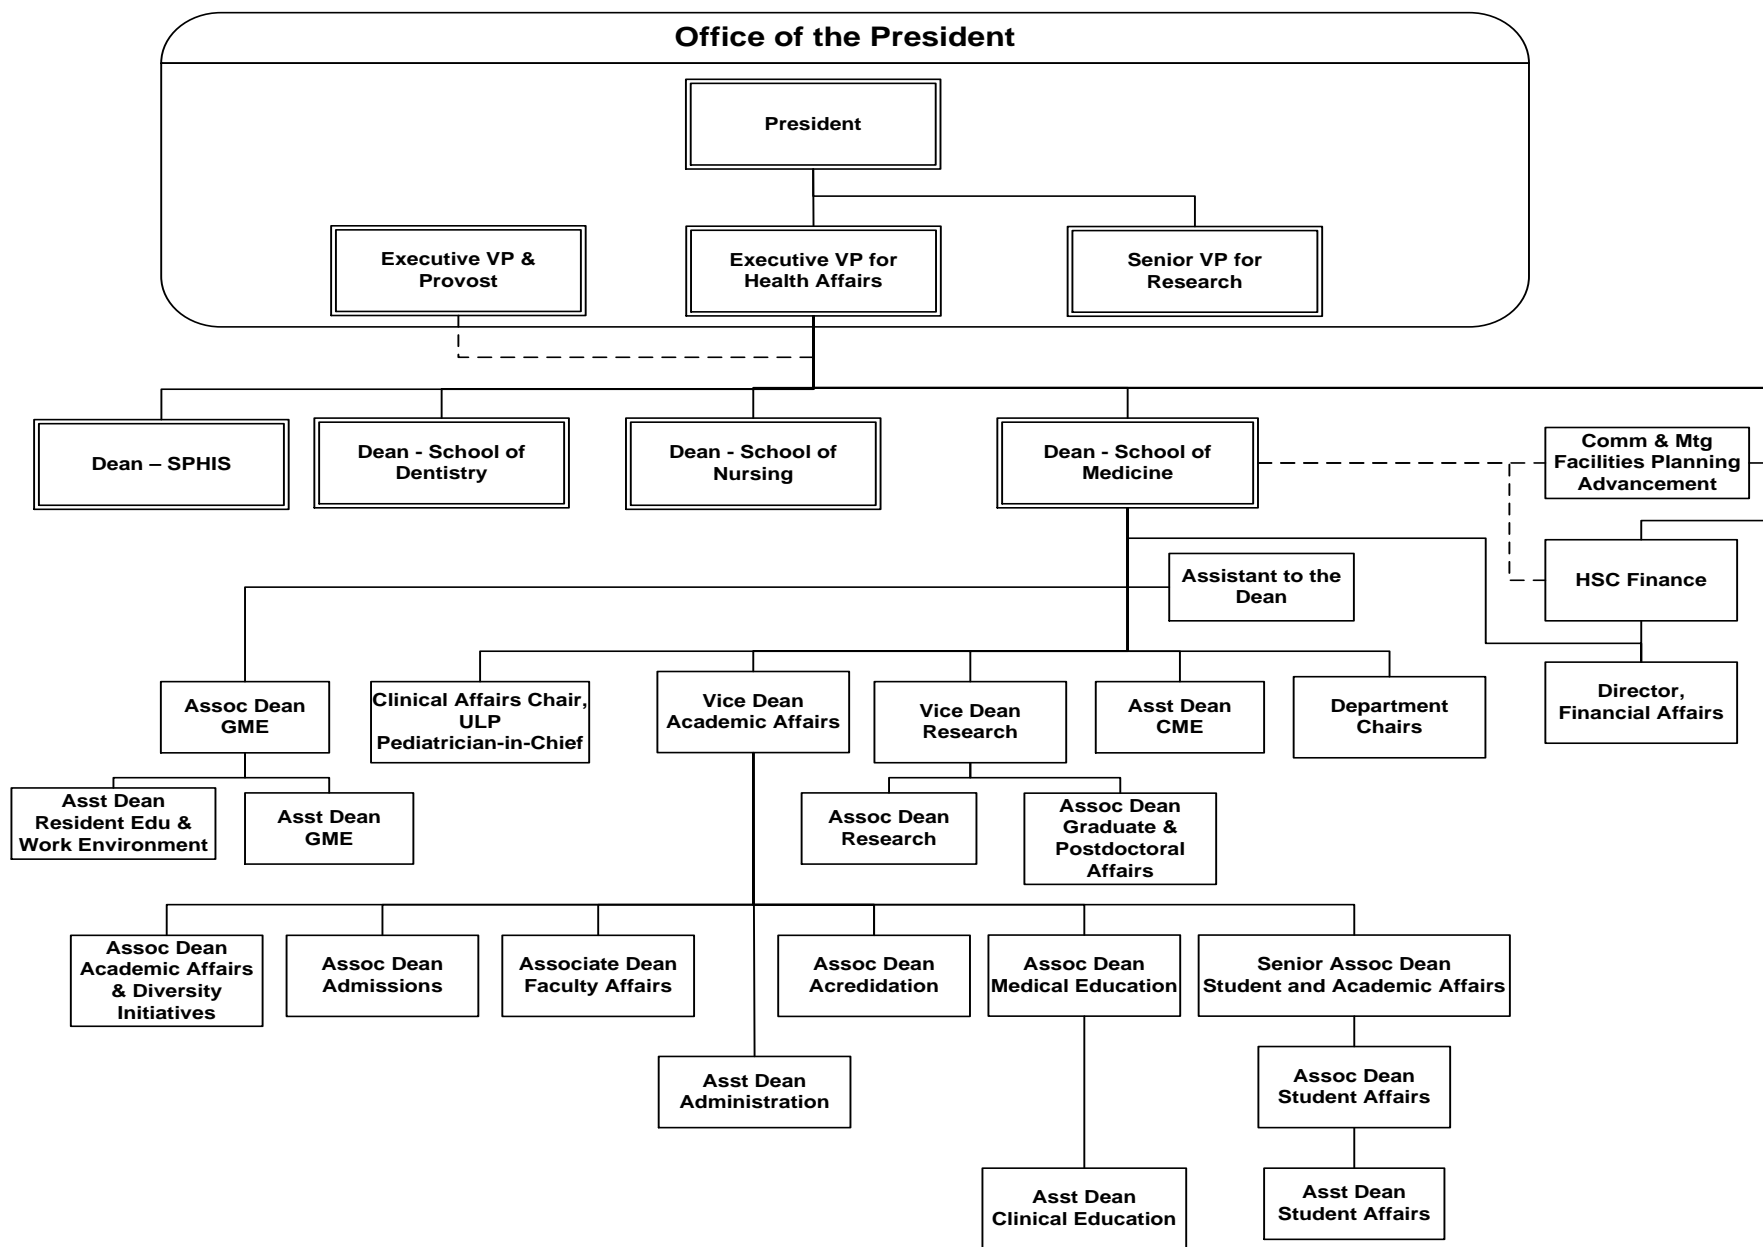 Office of the President
President
Executive VP &
Provost
Executive VP for
Health Affairs
Senior VP for
Research
Dean – SPHIS
Dean - School of
Dentistry
Dean - School of
Nursing
Dean - School of
Medicine
Comm & Mtg
Facilities Planning
Advancement
Assistant to the
Dean
HSC Finance
Assoc Dean
GME
Clinical Affairs Chair,
ULP
Pediatrician-in-Chief
Vice Dean
Academic Affairs
Vice Dean
Research
Asst Dean
CME
Department
Chairs
Director,
Financial Affairs
Asst Dean
Resident Edu &
Work Environment
Asst Dean
GME
Assoc Dean
Research
Assoc Dean
Graduate &
Postdoctoral
Affairs
Assoc Dean
Academic Affairs
& Diversity
Initiatives
Assoc Dean
Admissions
Associate Dean
Faculty Affairs
Assoc Dean
Acredidation
Assoc Dean
Medical Education
Senior Assoc Dean
Student and Academic Affairs
Asst Dean
Administration
Assoc Dean
Student Affairs
Asst Dean
Clinical Education
Asst Dean
Student Affairs